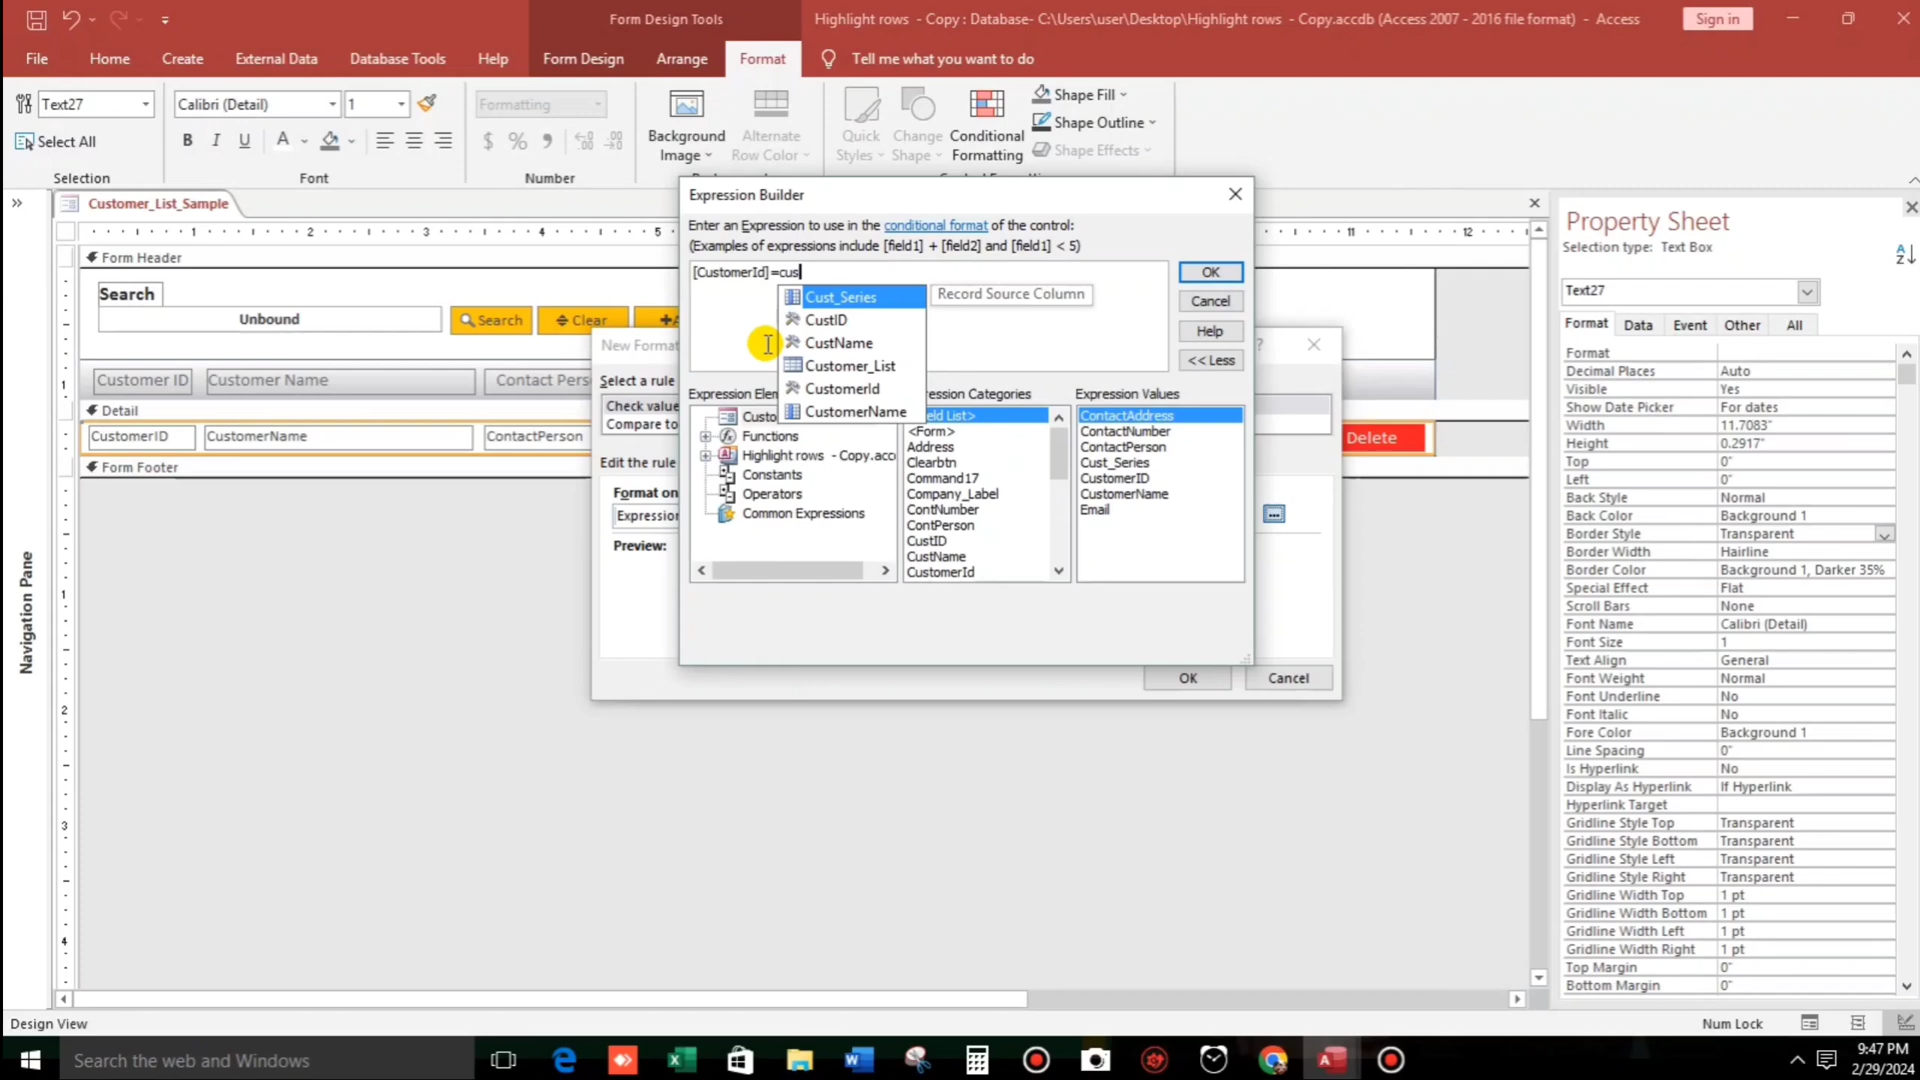 Form Design Tools
Highlight rows - Copy : Database- C:\Users\user\Desktop\Highlight rows - Copy.accdb (Access 2007 - 2016 file format) - Access
Sign in
File Home Create External Data Database Tools Help Form Design Arrange Format Tell me what you want to do
Text27 Calibri (Detail) 1 Formatting
Select All B I U A $ %
Background Image
Alternate Row Color
Quick Styles
Change Shape
Conditional Formatting
Shape Fill
Shape Outline
Shape Effects
Selection Font Number
Customer_List_Sample
1 2 3 4 5 11 12
Form Header
Search
Unbound Search Clear
Customer ID Customer Name Contact Pers
Detail
CustomerID CustomerName ContactPerson Delete
Form Footer
1
1
2
3
4
Navigation Pane
New Format ?
Select a rule
Check value
Compare to
Edit the rule
Format on
Expression
Preview:
OK Cancel
Expression Builder
Enter an Expression to use in the conditional format of the control:
(Examples of expressions include [field1] + [field2] and [field1] < 5)
[CustomerId] =cus
Cust_Series
CustID
CustName
Customer_List
CustomerId
CustomerName
Record Source Column
OK
Cancel
Help
<< Less
Expression Elem
Custo
Functions
Highlight rows - Copy.acc
Constants
Operators
Common Expressions
ression Categories
eld List>
<Form>
Address
Clearbtn
Command17
Company_Label
ContNumber
ContPerson
CustID
CustName
CustomerId
Expression Values
ContactAddress
ContactNumber
ContactPerson
Cust_Series
CustomerID
CustomerName
Email
Property Sheet
Selection type: Text Box
Text27
Format Data Event Other All
Format
Decimal Places Auto
Visible Yes
Show Date Picker For dates
Width 11.7083"
Height 0.2917"
Top 0"
Left 0"
Back Style Normal
Back Color Background 1
Border Style Transparent
Border Width Hairline
Border Color Background 1, Darker 35%
Special Effect Flat
Scroll Bars None
Font Name Calibri (Detail)
Font Size 1
Text Align General
Font Weight Normal
Font Underline No
Font Italic No
Fore Color Background 1
Line Spacing 0"
Is Hyperlink No
Display As Hyperlink If Hyperlink
Hyperlink Target
Gridline Style Top Transparent
Gridline Style Bottom Transparent
Gridline Style Left Transparent
Gridline Style Right Transparent
Gridline Width Top 1 pt
Gridline Width Bottom 1 pt
Gridline Width Left 1 pt
Gridline Width Right 1 pt
Top Margin 0"
Bottom Margin 0"
Design View
Num Lock
Search the web and Windows
9:47 PM
2/29/2024